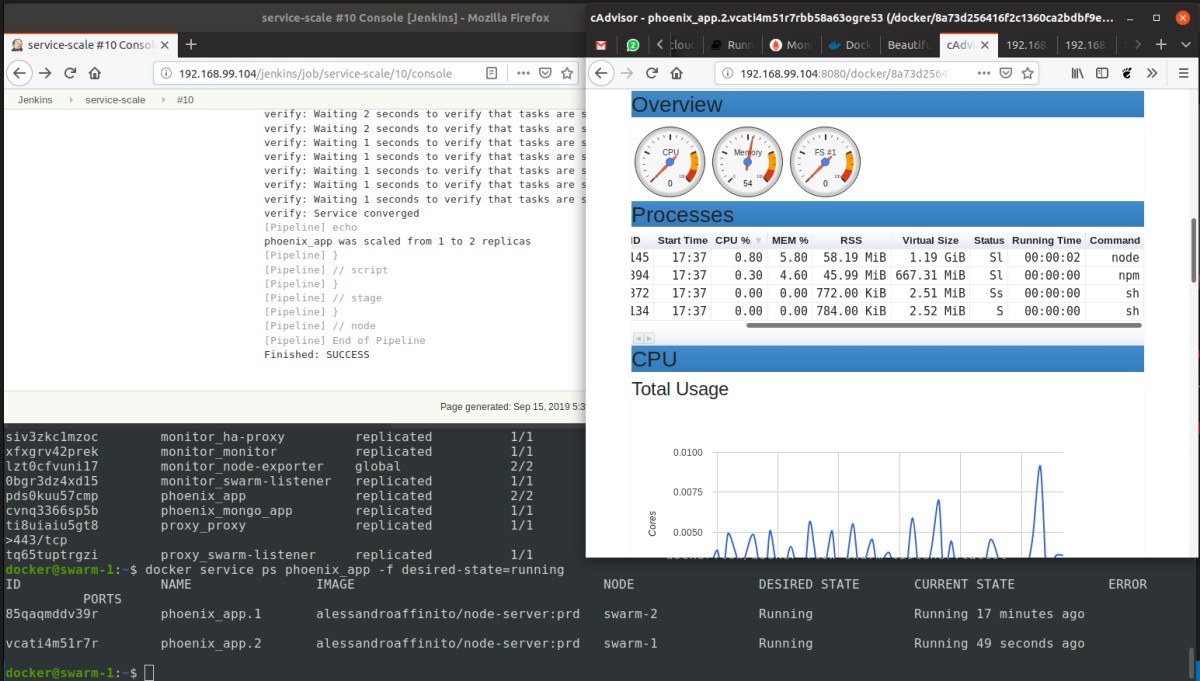 service-scale #10 Console [Jenkins] - Mozilla Firefox
service-scale #10 Consol
192.168.99.104/jenkins/job/service-scale/10/console
Jenkins service-scale #10
verify: Waiting 2 seconds to verify that tasks are s
verify: Waiting 2 seconds to verify that tasks are s
verify: Waiting 2 seconds to verify that tasks are s
verify: Waiting 1 seconds to verify that tasks are s
verify: Waiting 1 seconds to verify that tasks are s
verify: Waiting 1 seconds to verify that tasks are s
verify: Waiting 1 seconds to verify that tasks are s
verify: Service converged
[Pipeline] echo
phoenix_app was scaled from 1 to 2 replicas
[Pipeline] }
[Pipeline] // script
[Pipeline] }
[Pipeline] // stage
[Pipeline] }
[Pipeline] // node
[Pipeline] End of Pipeline
Finished: SUCCESS
Page generated: Sep 15, 2019 5:3
cAdvisor - phoenix_app.2.vcati4m51r7rbb58a63ogre53 (/docker/8a73d256416f2c1360ca2bdbf9e...
2 clou Runn Mon Dock Beautifu cAdvi 192.168 192.168
192.168.99.104:8080/docker/8a73d2564
Overview
CPU Memory FS #1
0 54 0
Processes
ID Start Time CPU % MEM % RSS Virtual Size Status Running Time Command
145 17:37 0.80 5.80 58.19 MiB 1.19 GiB Sl 00:00:02 node
394 17:37 0.30 4.60 45.99 MiB 667.31 MiB Sl 00:00:00 npm
372 17:37 0.00 0.00 772.00 KiB 2.51 MiB Ss 00:00:00 sh
134 17:37 0.00 0.00 784.00 KiB 2.52 MiB S 00:00:00 sh
CPU
Total Usage
0.0100
0.0075
0.0050
Cores
siv3zkc1mzoc monitor_ha-proxy replicated 1/1
xfxgrv42prek monitor_monitor replicated 1/1
lzt0cfvuni17 monitor_node-exporter global 2/2
0bgr3dz4xd15 monitor_swarm-listener replicated 1/1
pds0kuu57cmp phoenix_app replicated 2/2
cvnq3366sp5b phoenix_mongo_app replicated 1/1
ti8uiaiu5gt8 proxy_proxy replicated 1/1
>443/tcp
tq65tuptrgzi proxy_swarm-listener replicated 1/1
docker@swarm-1:~$ docker service ps phoenix_app -f desired-state=running
ID NAME IMAGE NODE DESIRED STATE CURRENT STATE ERROR
PORTS
85qaqmddv39r phoenix_app.1 alessandroaffinito/node-server:prd swarm-2 Running Running 17 minutes ago
vcati4m51r7r phoenix_app.2 alessandroaffinito/node-server:prd swarm-1 Running Running 49 seconds ago
docker@swarm-1:~$